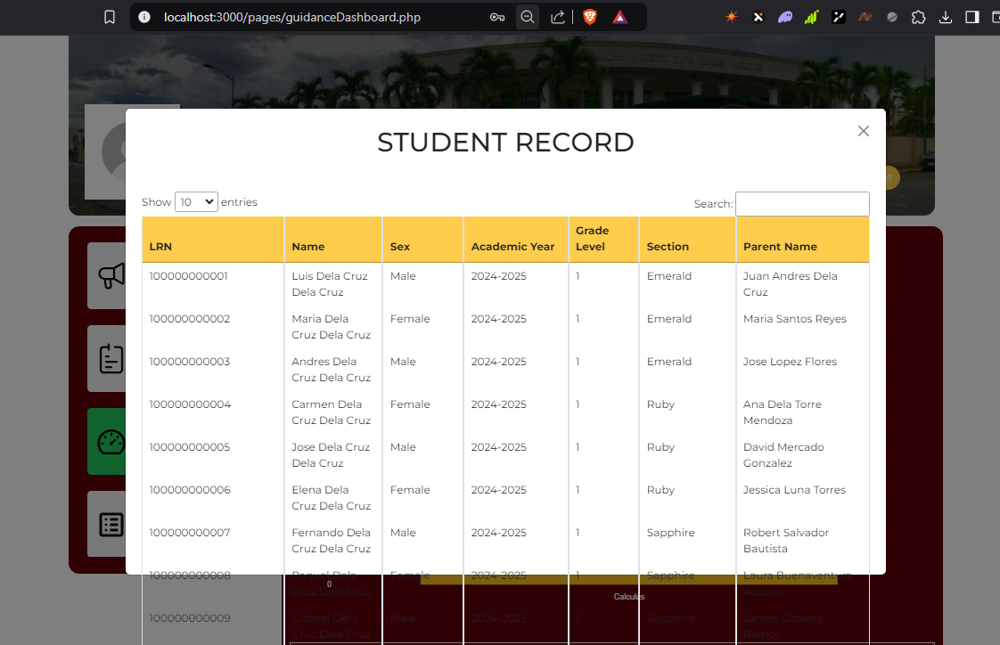 localhost:3000/pages/guidanceDashboard.php
STUDENT RECORD
Show 10 entries
Search:
LRN Name Sex Academic Year Grade Level Section Parent Name
100000000001 Luis Dela Cruz Dela Cruz Male 2024-2025 1 Emerald Juan Andres Dela Cruz
100000000002 Maria Dela Cruz Dela Cruz Female 2024-2025 1 Emerald Maria Santos Reyes
100000000003 Andres Dela Cruz Dela Cruz Male 2024-2025 1 Emerald Jose Lopez Flores
100000000004 Carmen Dela Cruz Dela Cruz Female 2024-2025 1 Ruby Ana Dela Torre Mendoza
100000000005 Jose Dela Cruz Dela Cruz Male 2024-2025 1 Ruby David Mercado Gonzalez
100000000006 Elena Dela Cruz Dela Cruz Female 2024-2025 1 Ruby Jessica Luna Torres
100000000007 Fernando Dela Cruz Dela Cruz Male 2024-2025 1 Sapphire Robert Salvador Bautista
100000000008 Raquel Dela Cruz Dela Cruz Female 2024-2025 1 Sapphire Laura Buenaventura Aquino
0
Calculus
100000000009 Gabriel Dela Cruz Dela Cruz Male 2024-2025 1 Sapphire James Cabrera Ramos